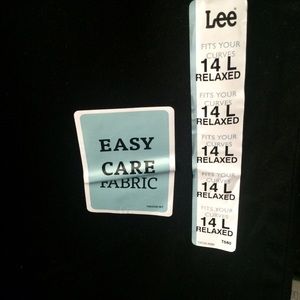 EASY
CARE
FABRIC
Lee
FITS YOUR
CURVES
14 L
RELAXED
FITS YOUR
CURVES
14 L
RELAXED
FITS YOUR
CURVES
14 L
RELAXED
FITS YOUR
CURVES
14 L
RELAXED
FITS YOUR
CURVES
14 L
RELAXED